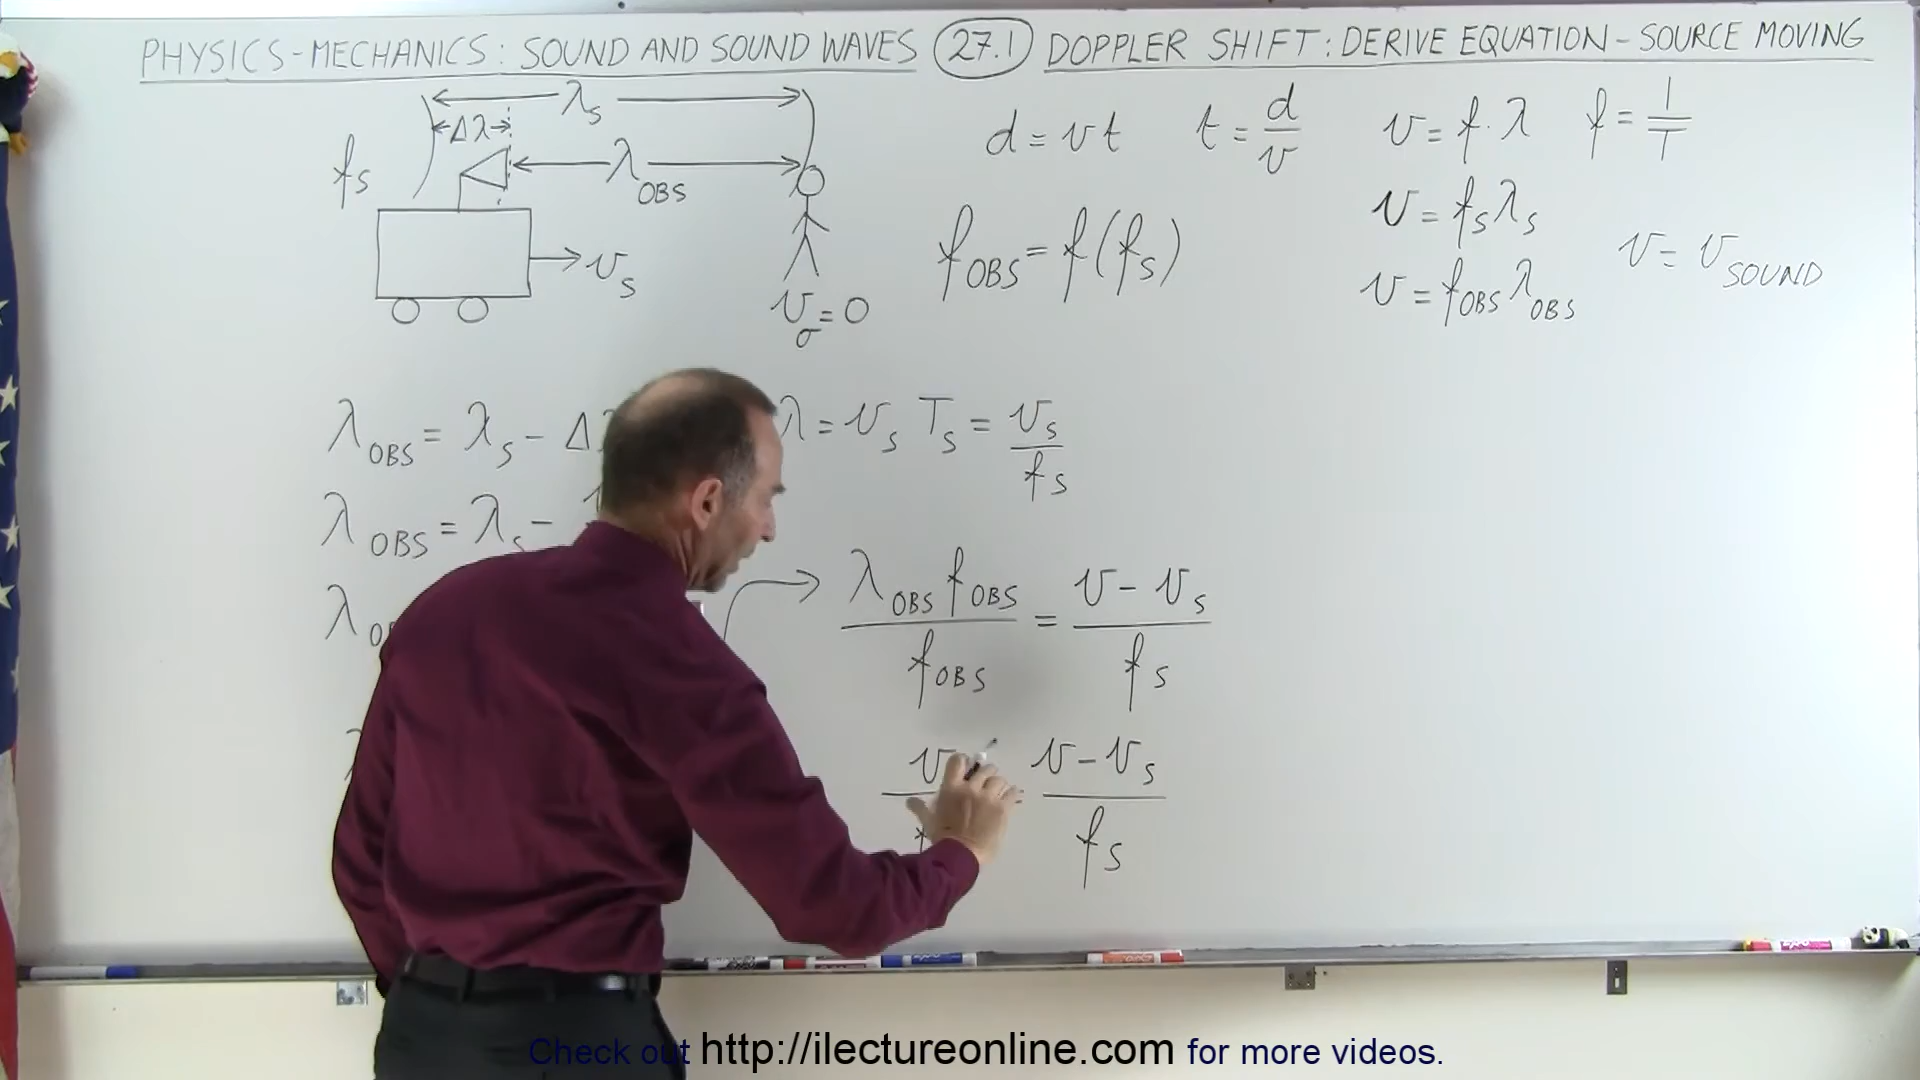 PHYSICS-MECHANICS: SOUND AND SOUND WAVES 27.1 DOPPLER SHIFT: DERIVE EQUATION - SOURCE MOVING
λS
Δλ
fS
λOBS
vS
vo = 0
d = vt
t = d/v
v = f·λ
f = 1/T
v = fS λS
fOBS = f(fS)
v = vSOUND
v = fOBS λOBS
λOBS = λS - Δ
λ = vS TS = vS/fS
λOBS = λS -
λOBS fOBS / fOBS = v - vS / fS
v
v - vS / fS
Check out http://ilectureonline.com for more videos.